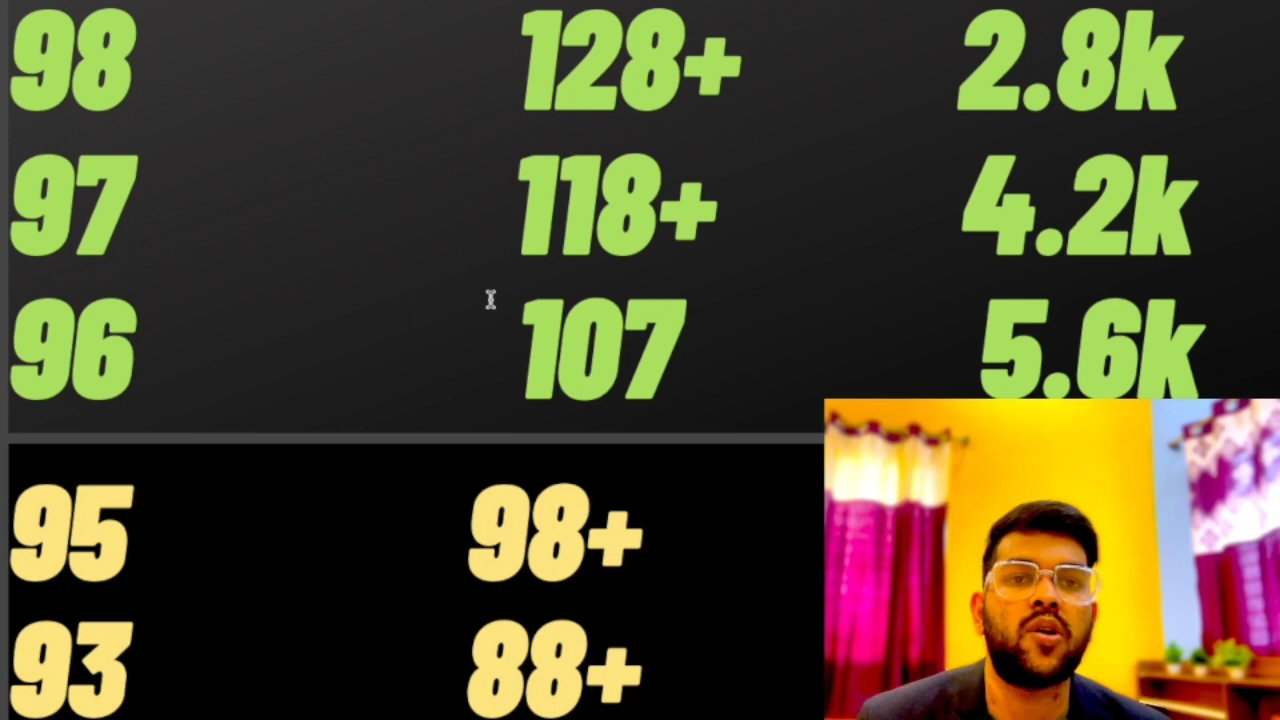 98 128+ 2.8k
97 118+ 4.2k
96 107 5.6k
95 98+
93 88+